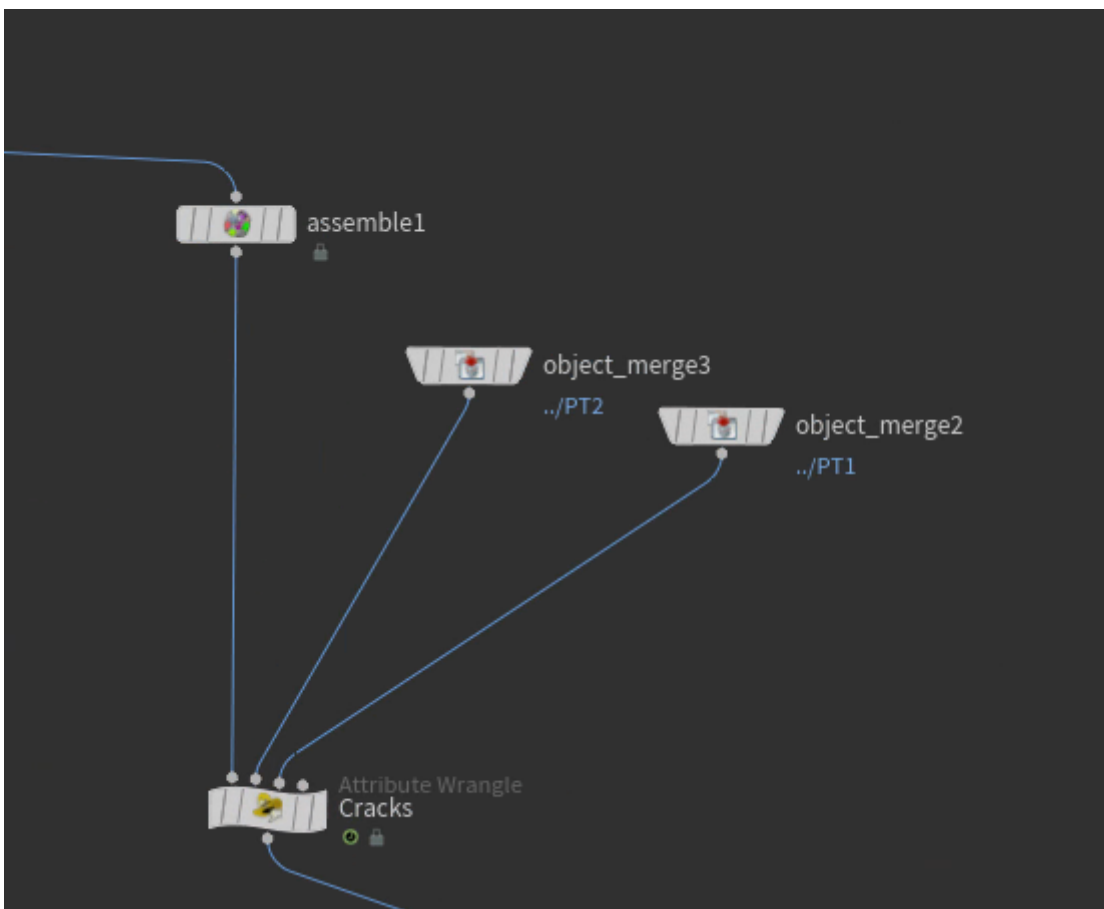 assemble1
object_merge3
../PT2
object_merge2
../PT1
Attribute Wrangle
Cracks